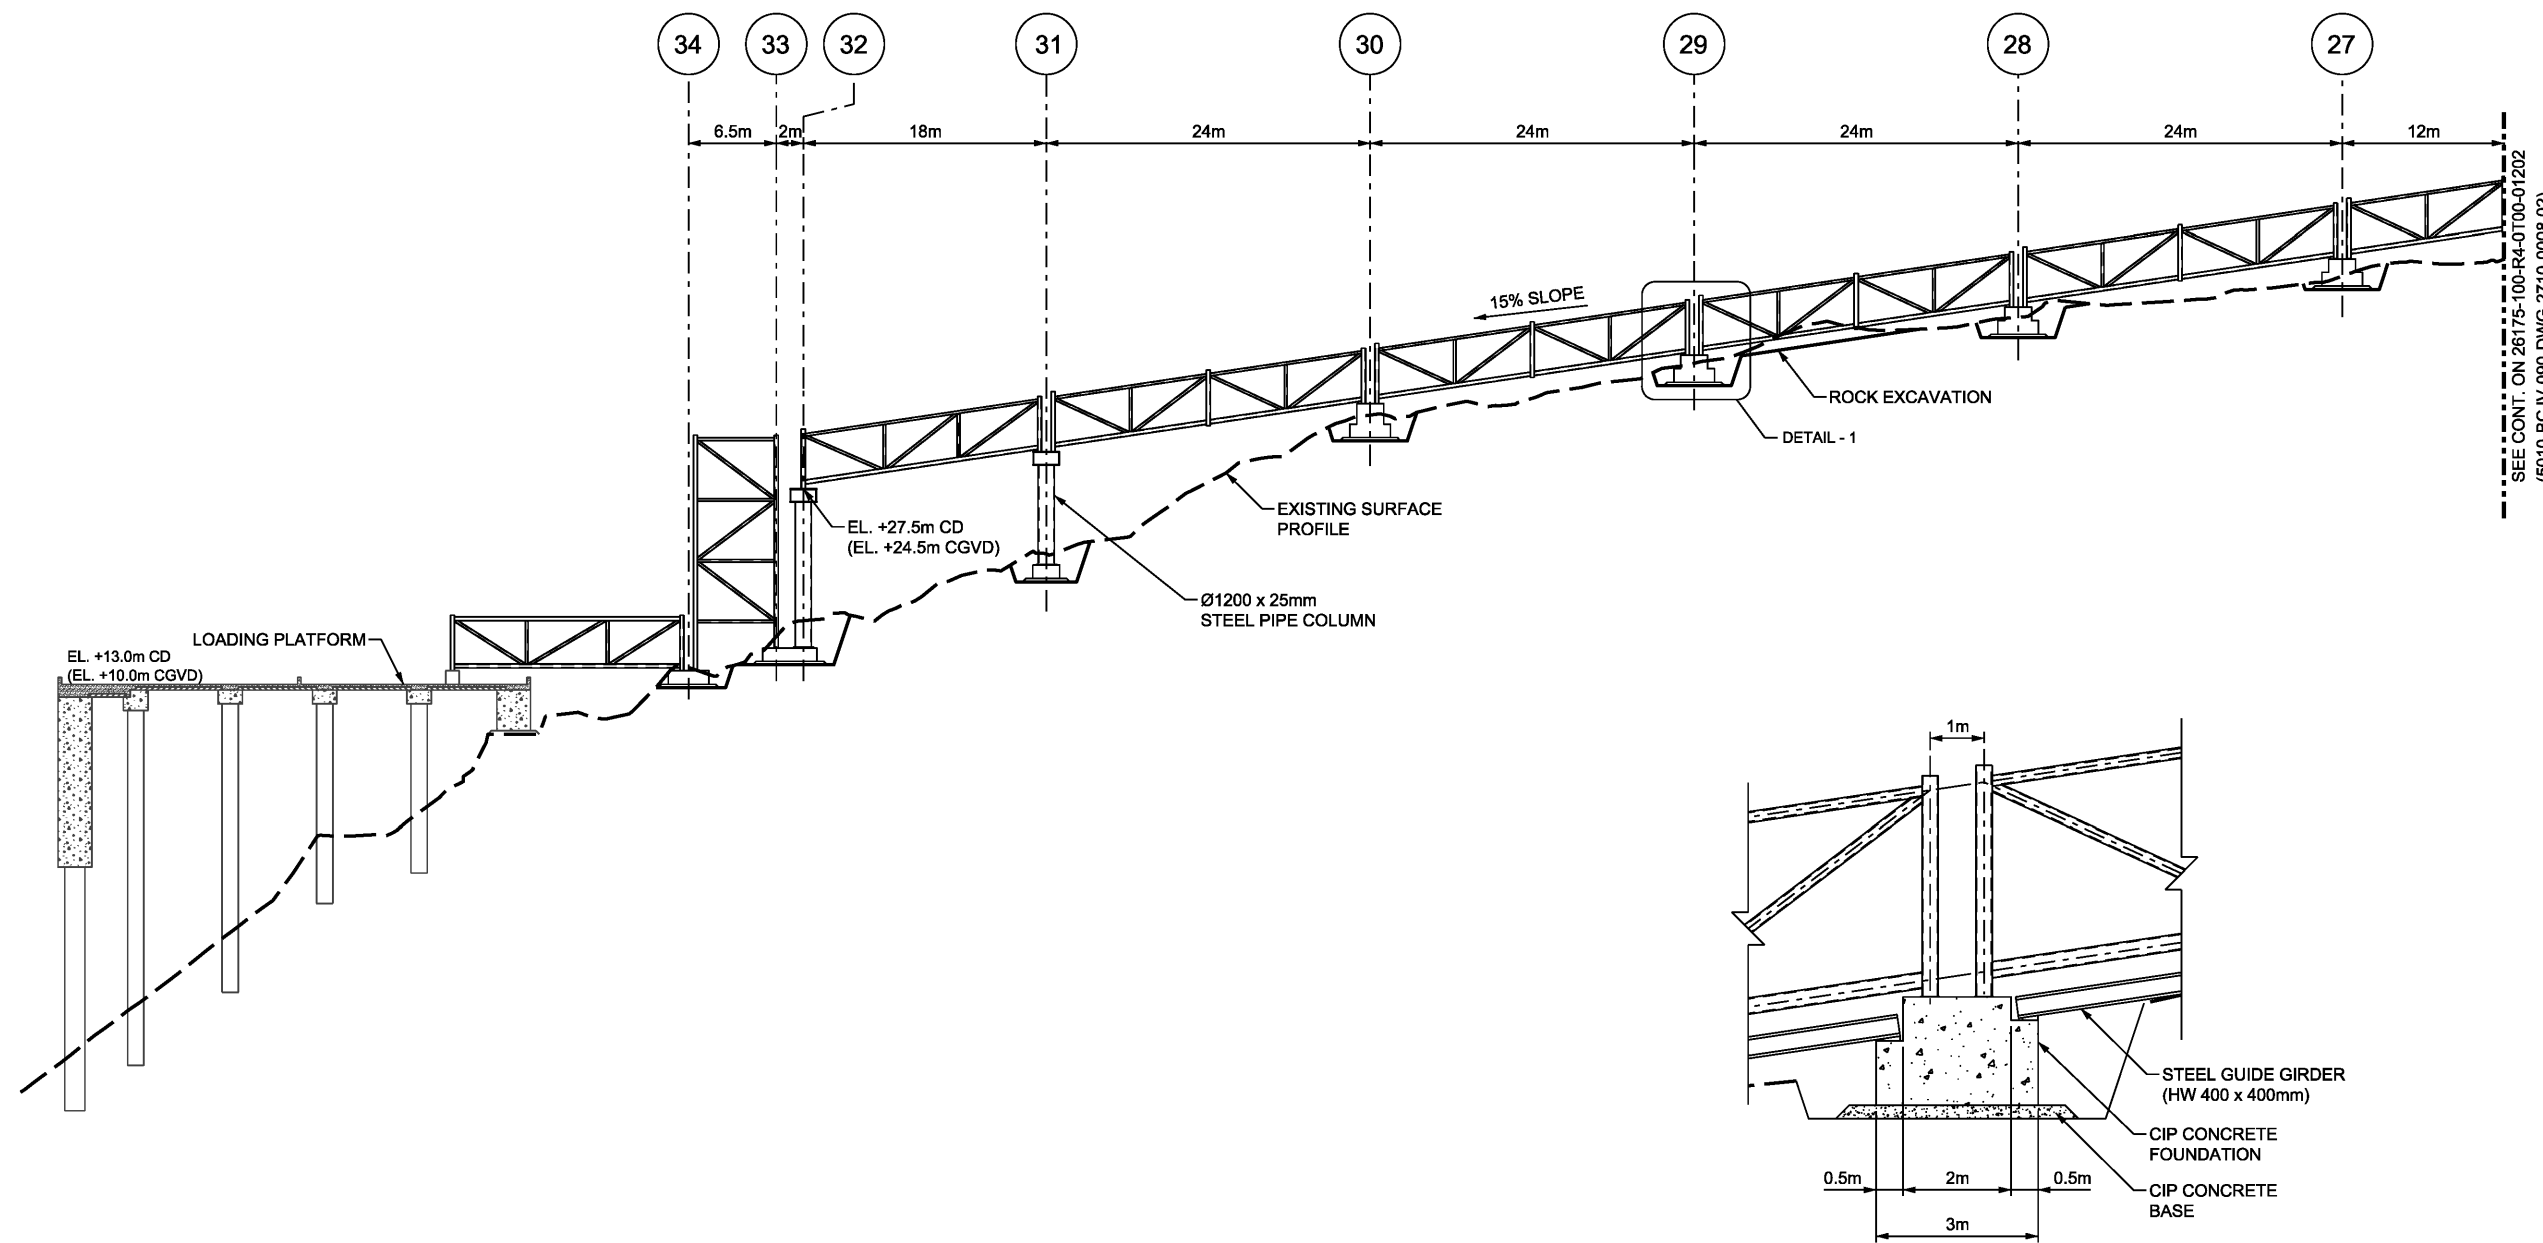 34
33
32
31
30
29
28
27
6.5m
2m
18m
24m
24m
24m
24m
12m
SEE CONT. ON 26175-100-R4-0T00-01202
15% SLOPE
ROCK EXCAVATION
DETAIL - 1
EXISTING SURFACE
PROFILE
EL. +27.5m CD
(EL. +24.5m CGVD)
Ø1200 x 25mm
STEEL PIPE COLUMN
LOADING PLATFORM
EL. +13.0m CD
(EL. +10.0m CGVD)
1m
STEEL GUIDE GIRDER
(HW 400 x 400mm)
CIP CONCRETE
FOUNDATION
CIP CONCRETE
BASE
0.5m
2m
0.5m
3m